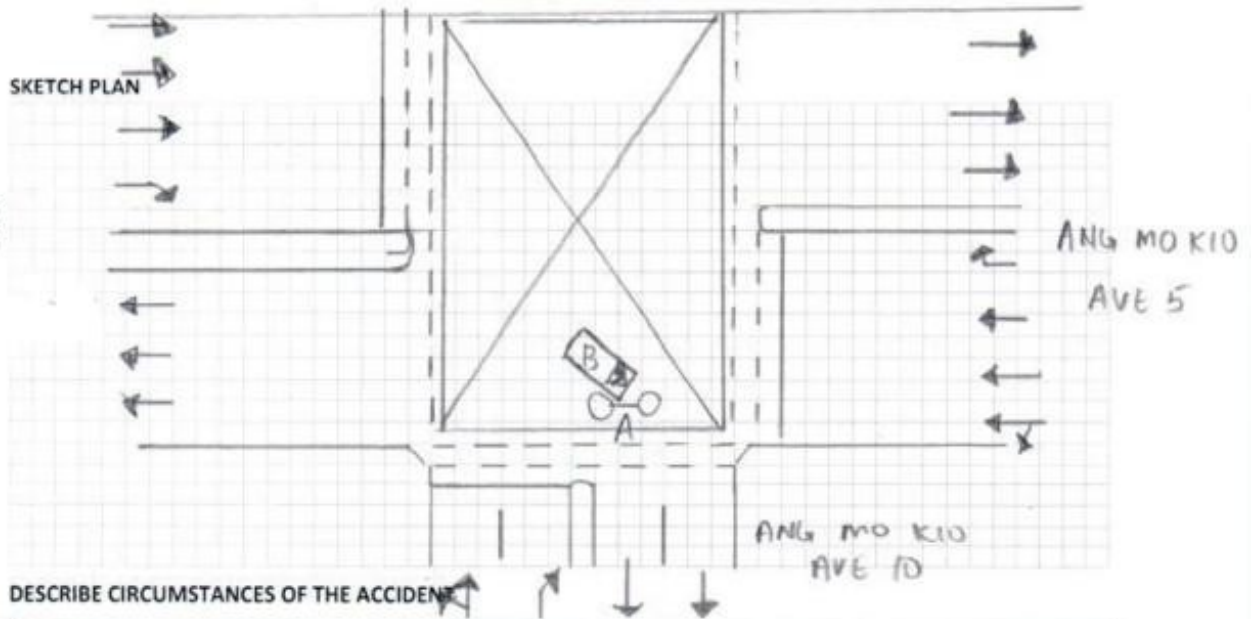 SKETCH PLAN
ANG MO KIO
AVE 5
B
A
ANG MO KIO
AVE 10
DESCRIBE CIRCUMSTANCES OF THE ACCIDENT